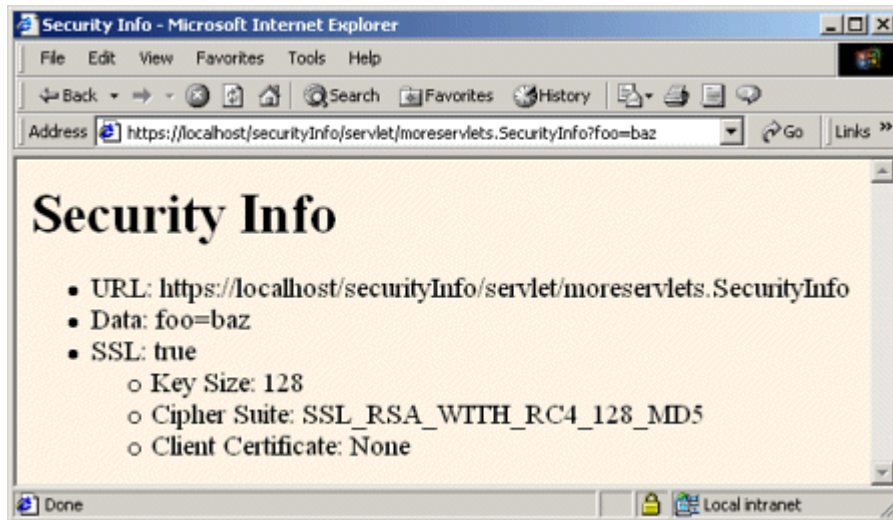 Security Info - Microsoft Internet Explorer
File Edit View Favorites Tools Help
Back Search Favorites History
Address https://localhost/securityInfo/servlet/moreservlets.SecurityInfo?foo=baz Go Links »
Security Info
URL: https://localhost/securityInfo/servlet/moreservlets.SecurityInfo
Data: foo=baz
SSL: true
Key Size: 128
Cipher Suite: SSL_RSA_WITH_RC4_128_MD5
Client Certificate: None
Done Local intranet